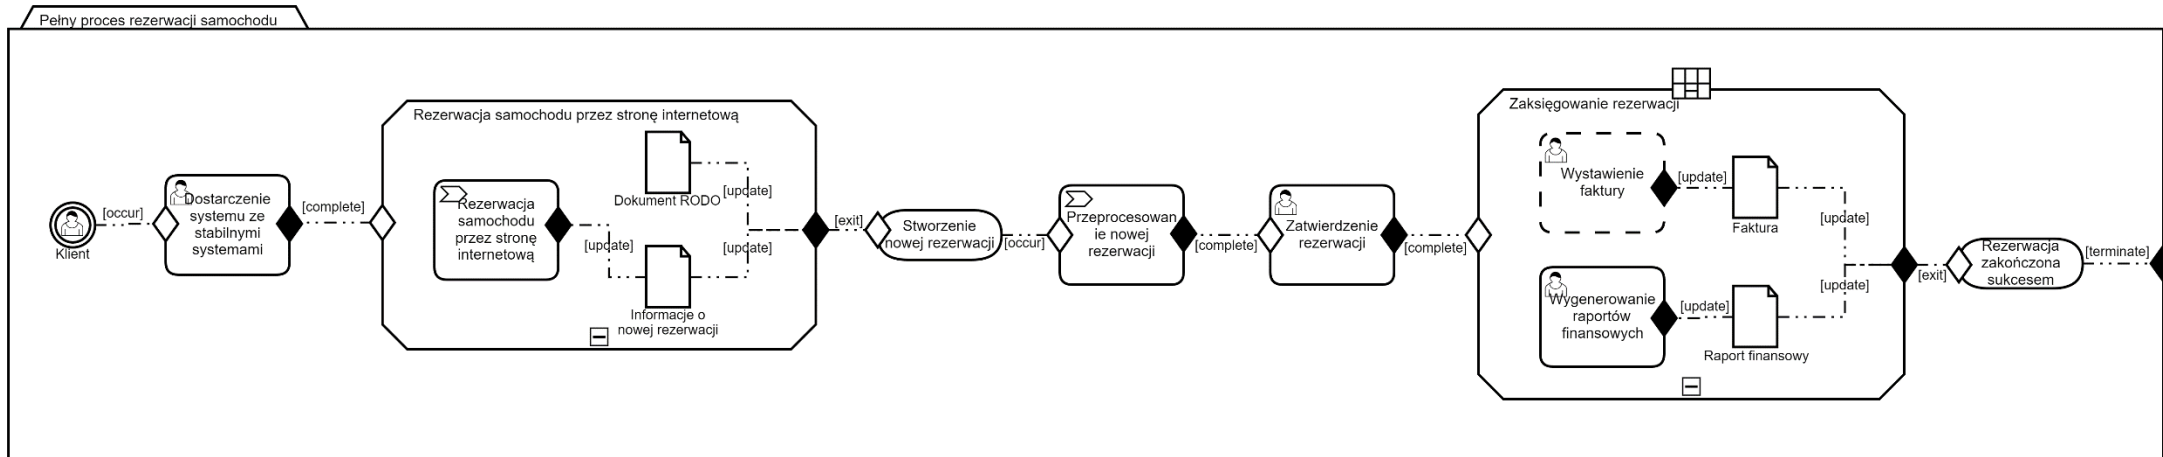 Pełny proces rezerwacji samochodu
Klient
[occur]
Dostarczenie
systemu ze
stabilnymi
systemami
[complete]
Rezerwacja samochodu przez stronę internetową
Rezerwacja
samochodu
przez stronę
internetową
[update]
Dokument RODO
[update]
Informacje o
nowej rezerwacji
[update]
[exit]
Stworzenie
nowej rezerwacji
[occur]
Przeprocesowan
ie nowej
rezerwacji
[complete]
Zatwierdzenie
rezerwacji
[complete]
Zaksięgowanie rezerwacji
Wystawienie
faktury
[update]
Faktura
[update]
Wygenerowanie
raportów
finansowych
[update]
Raport finansowy
[update]
[exit]
Rezerwacja
zakończona
sukcesem
[terminate]